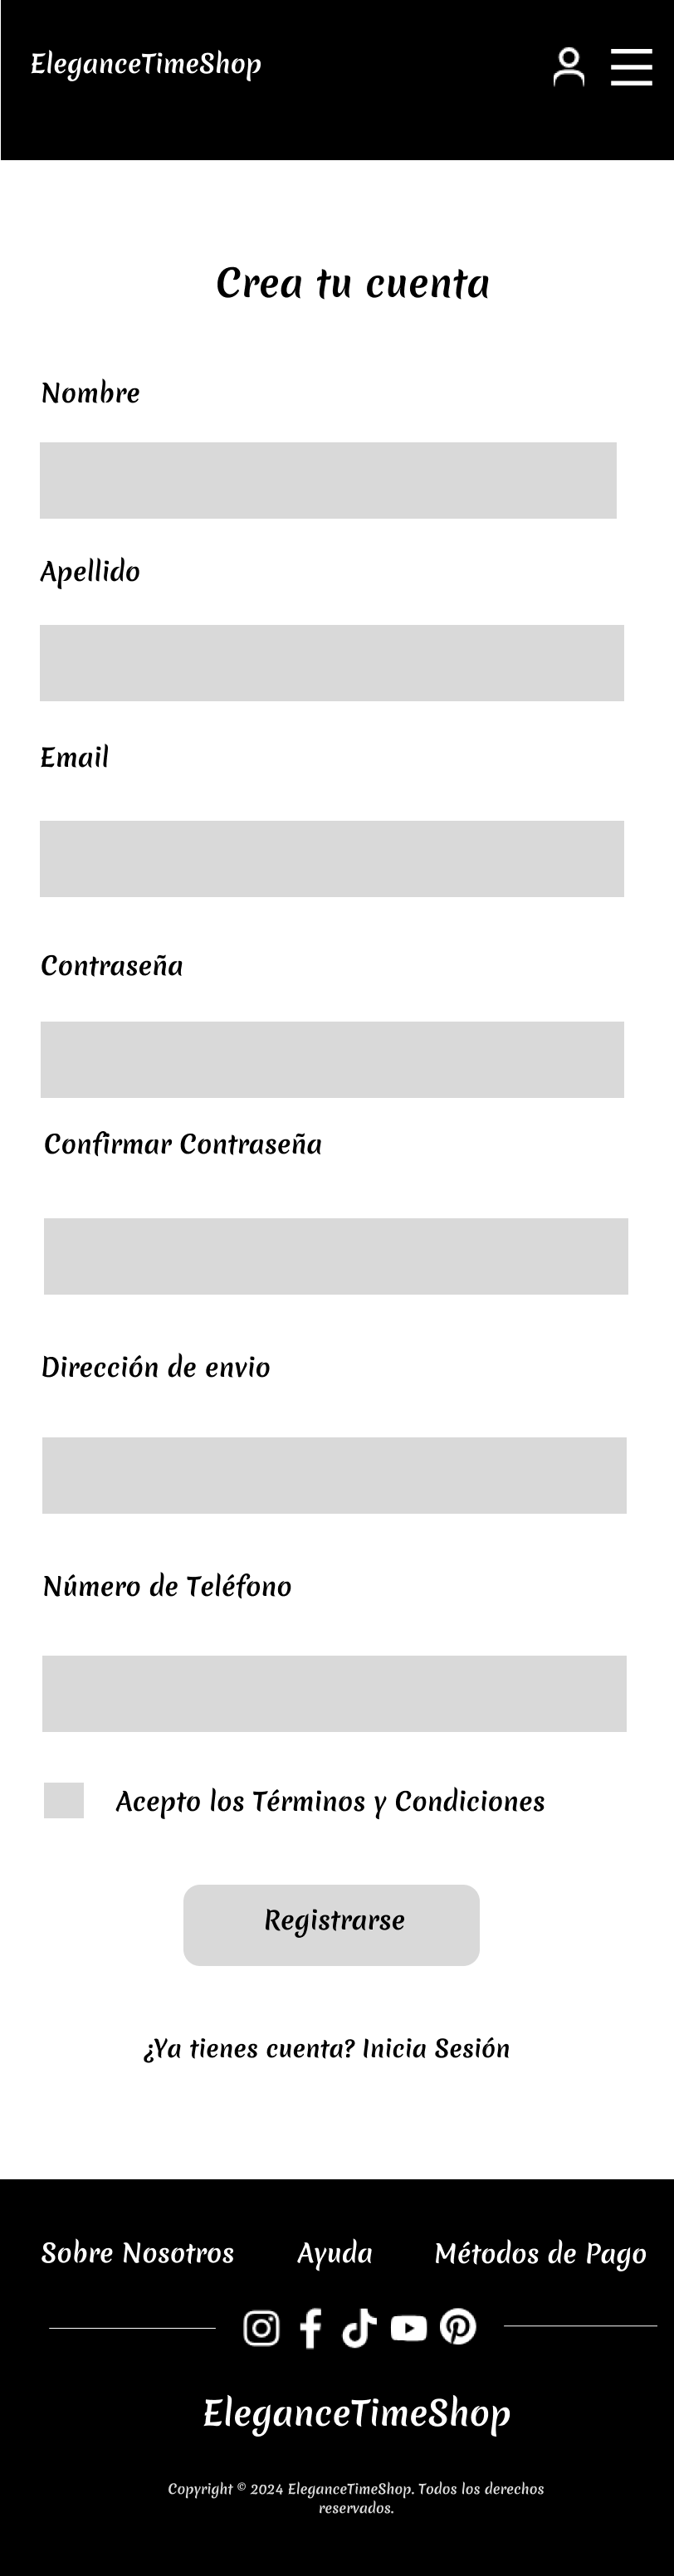 EleganceTimeShop
Crea tu cuenta
Nombre
Apellido
Email
Contraseña
Confirmar Contraseña
Dirección de envio
Número de Teléfono
Acepto los Términos y Condiciones
Registrarse
¿Ya tienes cuenta? Inicia Sesión
Sobre Nosotros Ayuda Métodos de Pago
EleganceTimeShop
Copyright © 2024 EleganceTimeShop. Todos los derechos
reservados.